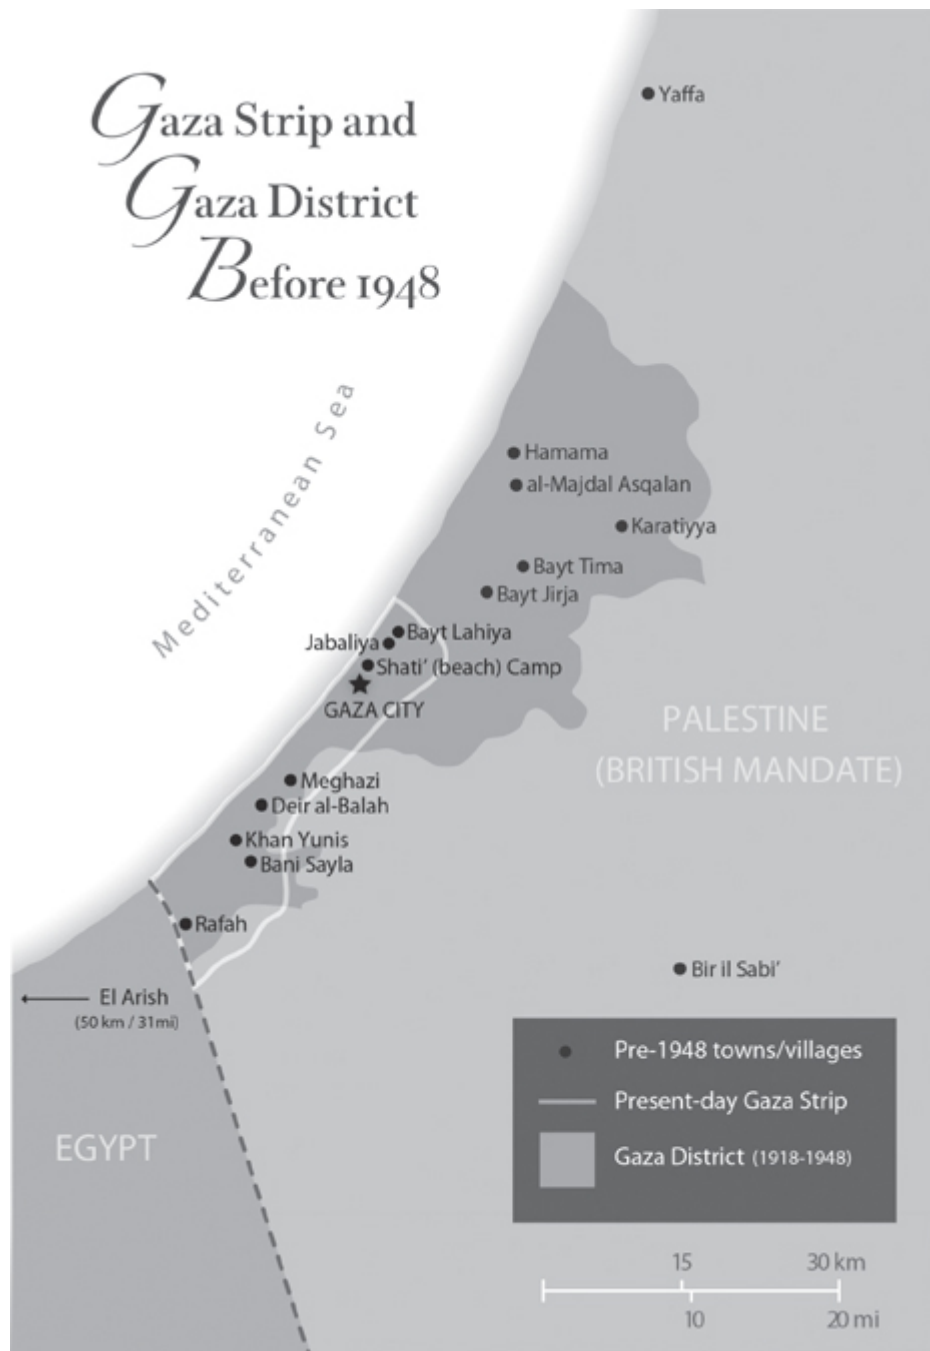 Gaza Strip and
Gaza District
Before 1948
Yaffa
Mediterranean Sea
Hamama
al-Majdal Asqalan
Karatiyya
Bayt Tima
Bayt Jirja
Bayt Lahiya
Jabaliya
Shati’ (beach) Camp
GAZA CITY
PALESTINE
(BRITISH MANDATE)
Meghazi
Deir al-Balah
Khan Yunis
Bani Sayla
Rafah
Bir il Sabi’
El Arish
(50 km / 31mi)
EGYPT
Pre-1948 towns/villages
Present-day Gaza Strip
Gaza District (1918-1948)
15 30 km
10 20 mi